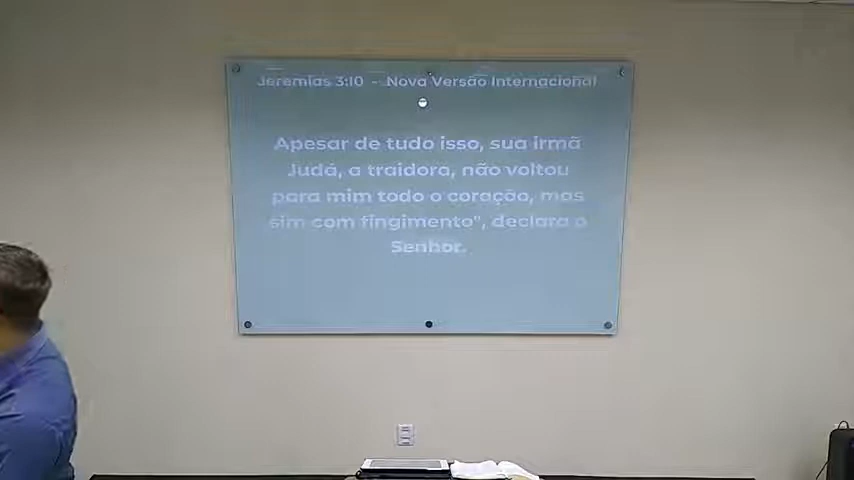 Jeremias 3:10 - Nova Versão Internacional
Apesar de tudo isso, sua irmã
Judá, a traidora, não voltou
para mim todo o coração, mas
sim com fingimento", declara o
Senhor.